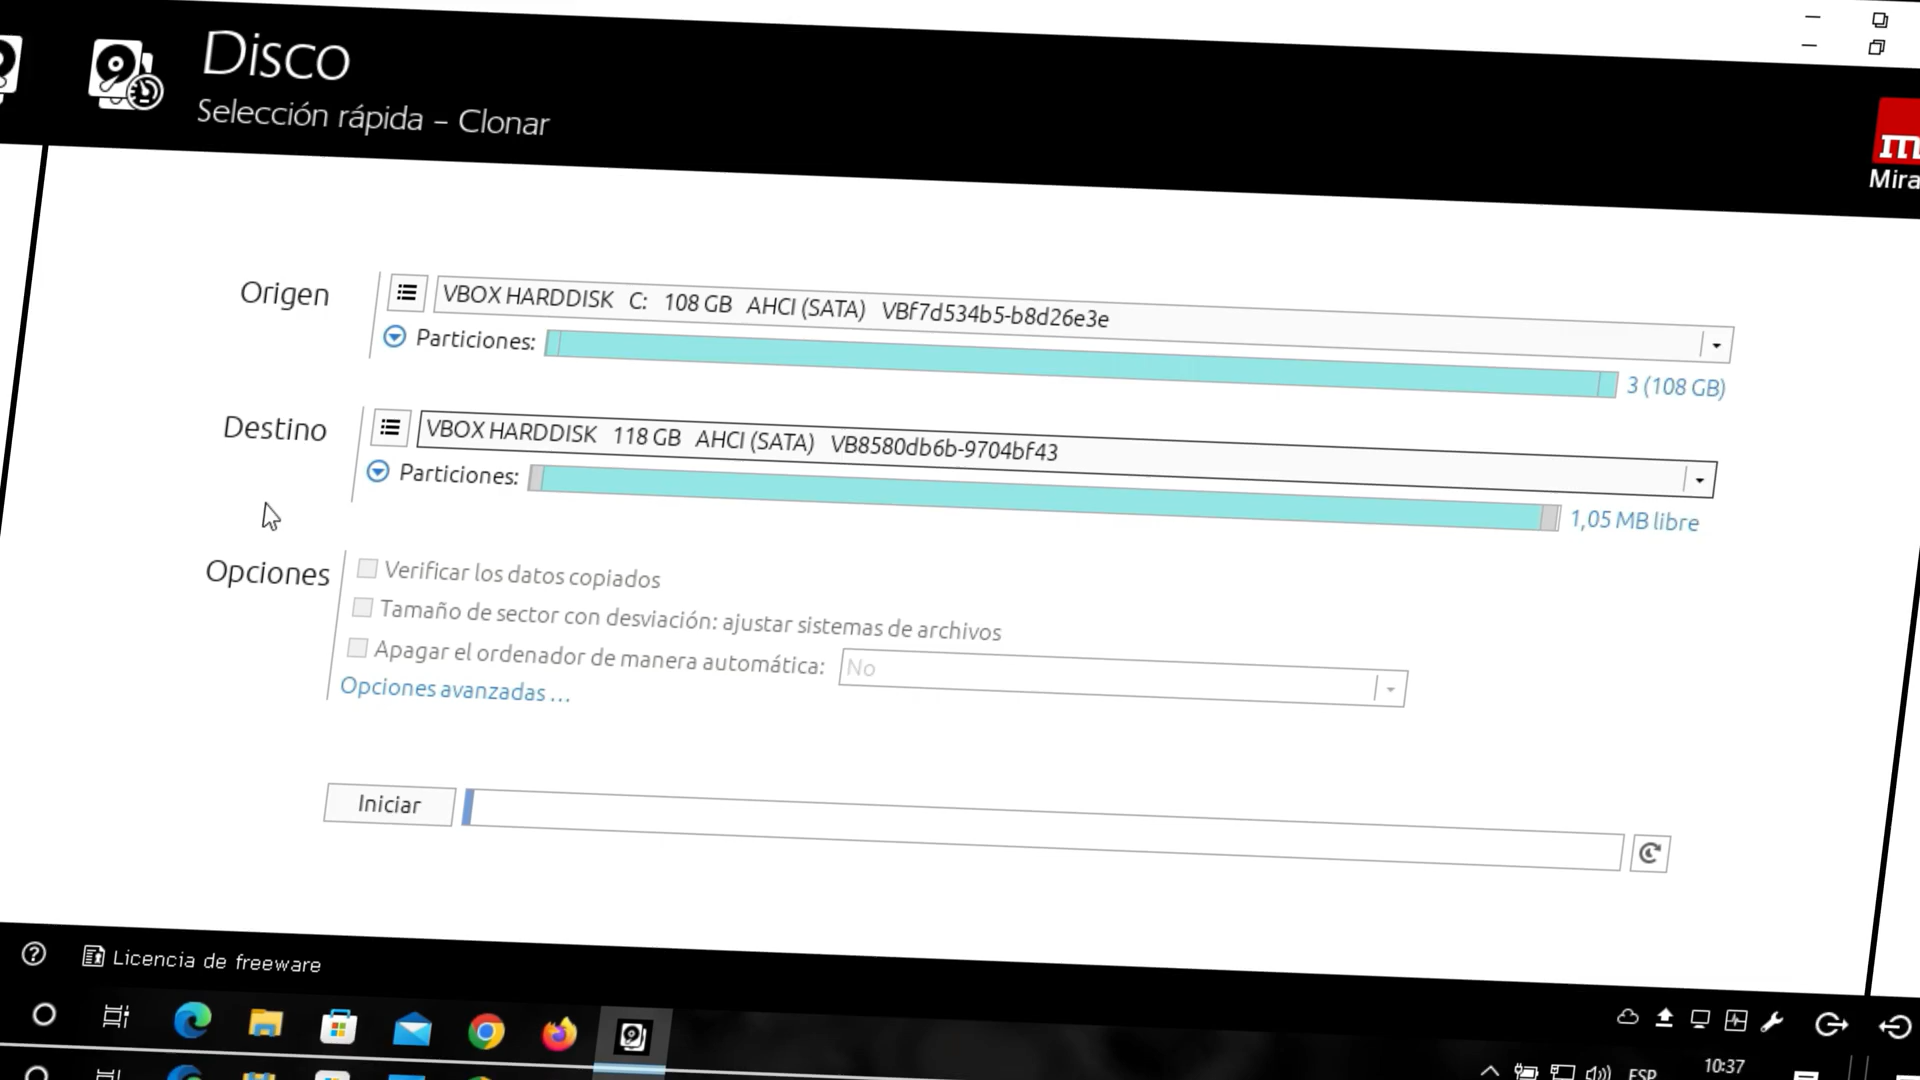 Disco
Selección rápida – Clonar
Mira
Origen
VBOX HARDDISK C: 108 GB AHCI (SATA) VBf7d534b5-b8d26e3e
Particiones:
3 (108 GB)
Destino
VBOX HARDDISK 118 GB AHCI (SATA) VB8580db6b-9704bf43
Particiones:
1,05 MB libre
Opciones
Verificar los datos copiados
Tamaño de sector con desviación: ajustar sistemas de archivos
Apagar el ordenador de manera automática: No
Opciones avanzadas ...
Iniciar
Licencia de freeware
ESP
10:37